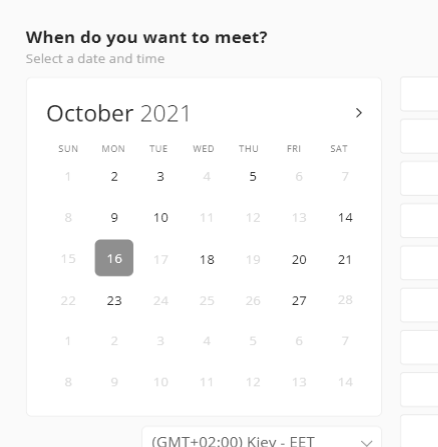 When do you want to meet?
Select a date and time
October 2021
SUN MON TUE WED THU FRI SAT
1 2 3 4 5 6 7
8 9 10 11 12 13 14
15 16 17 18 19 20 21
22 23 24 25 26 27 28
1 2 3 4 5 6 7
8 9 10 11 12 13 14
(GMT+02:00) Kiev - EET